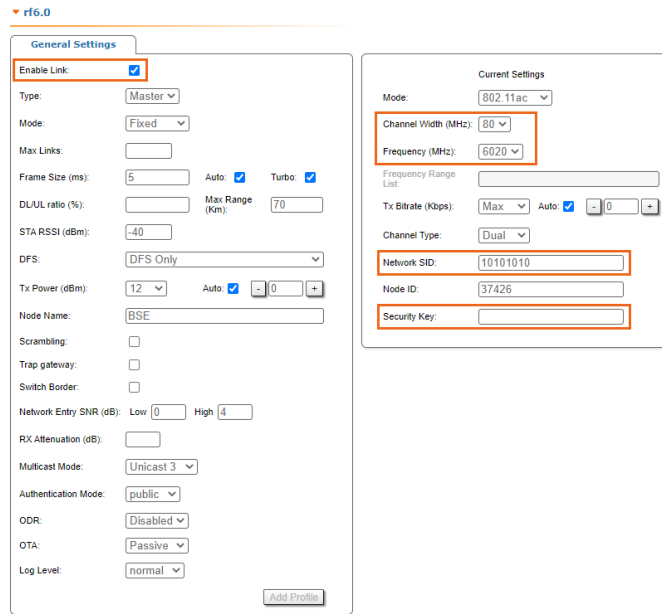 rf6.0
General Settings
Enable Link:
Type: Master
Mode: Fixed
Max Links:
Frame Size (ms): 5 Auto: Turbo:
DL/UL ratio (%): Max Range (Km): 70
STA RSSI (dBm): -40
DFS: DFS Only
Tx Power (dBm): 12 Auto: - 0 +
Node Name: BSE
Scrambling:
Trap gateway:
Switch Border:
Network Entry SNR (dB): Low 0 High 4
RX Attenuation (dB):
Multicast Mode: Unicast 3
Authentication Mode: public
ODR: Disabled
OTA: Passive
Log Level: normal
Add Profile
Current Settings
Mode: 802.11ac
Channel Width (MHz): 80
Frequency (MHz): 6020
Frequency Range List:
Tx Bitrate (Kbps): Max Auto: - 0 +
Channel Type: Dual
Network SID: 10101010
Node ID: 37426
Security Key: